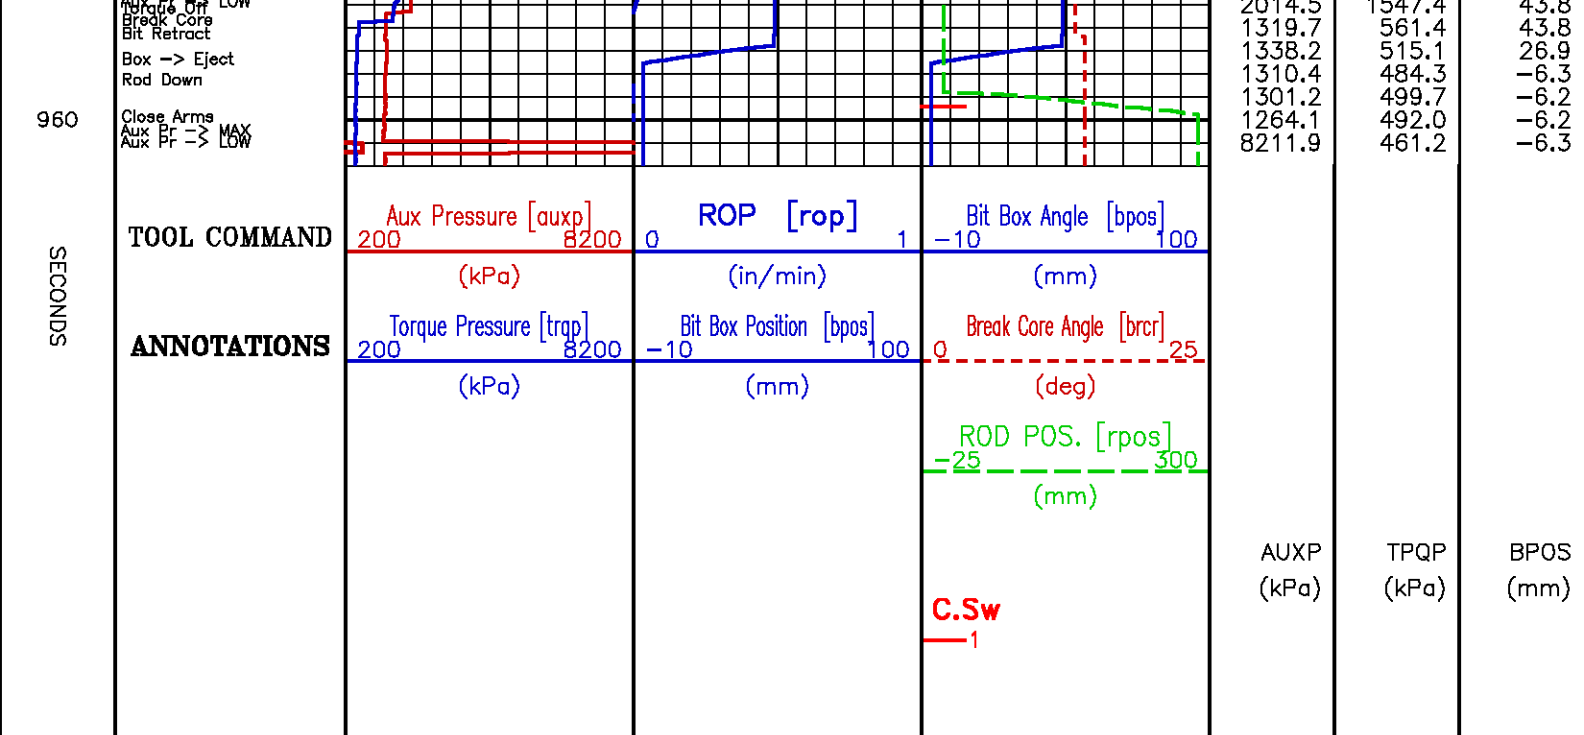 Aux Pr -> LOW
Torque Off
Break Core
Bit Retract
Box -> Eject
Rod Down
960
Close Arms
Aux Pr -> MAX
Aux Pr -> LOW
2014.5 1547.4 43.8
1319.7 561.4 43.8
1338.2 515.1 26.9
1310.4 484.3 -6.3
1301.2 499.7 -6.2
1264.1 492.0 -6.2
8211.9 461.2 -6.3
SECONDS
TOOL COMMAND
ANNOTATIONS
Aux Pressure [auxp]
200 8200
(kPa)
Torque Pressure [trqp]
200 8200
(kPa)
ROP [rop]
0 1
(in/min)
Bit Box Position [bpos]
-10 100
(mm)
Bit Box Angle [bpos]
-10 100
(mm)
Break Core Angle [brcr]
0 25
(deg)
ROD POS. [rpos]
-25 300
(mm)
C.Sw
1
AUXP TPQP BPOS
(kPa) (kPa) (mm)